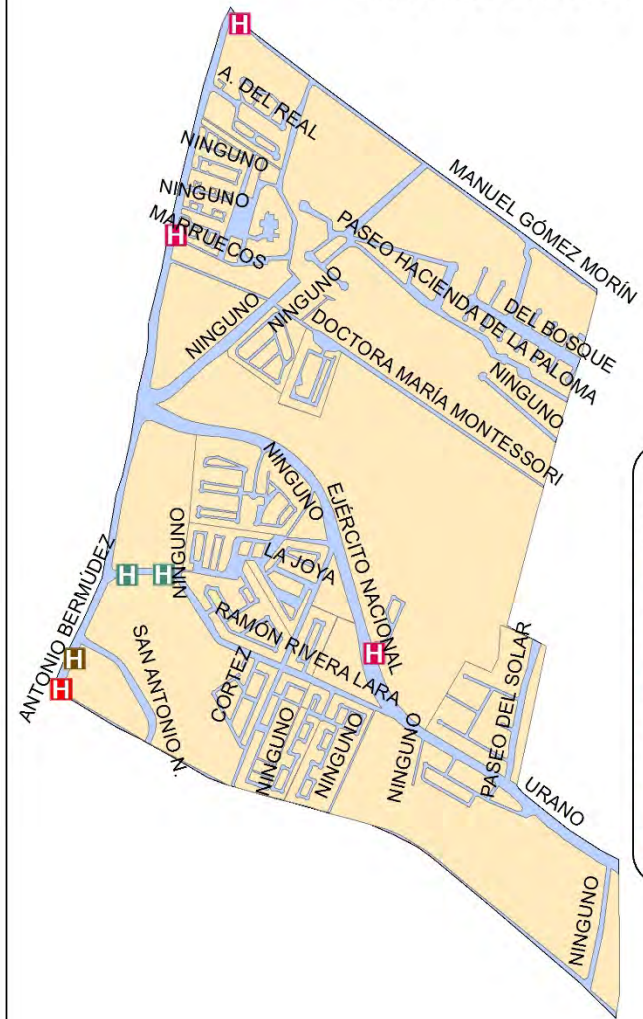 H
A. DEL REAL
NINGUNO
NINGUNO
MARRUECOS
H
MANUEL GÓMEZ MORÍN
PASEO HACIENDA DE LA PALOMA
DEL BOSQUE
NINGUNO
NINGUNO
NINGUNO
DOCTORA MARÍA MONTESSORI
NINGUNO
EJÉRCITO NACIONAL
NINGUNO
LA JOYA
H
H
ANTONIO BERMÚDEZ
RAMÓN RIVERA LARA
H
SAN ANTONIO N.
CORTEZ
H
H
NINGUNO
NINGUNO
NINGUNO
PASEO DEL SOLAR
URANO
NINGUNO